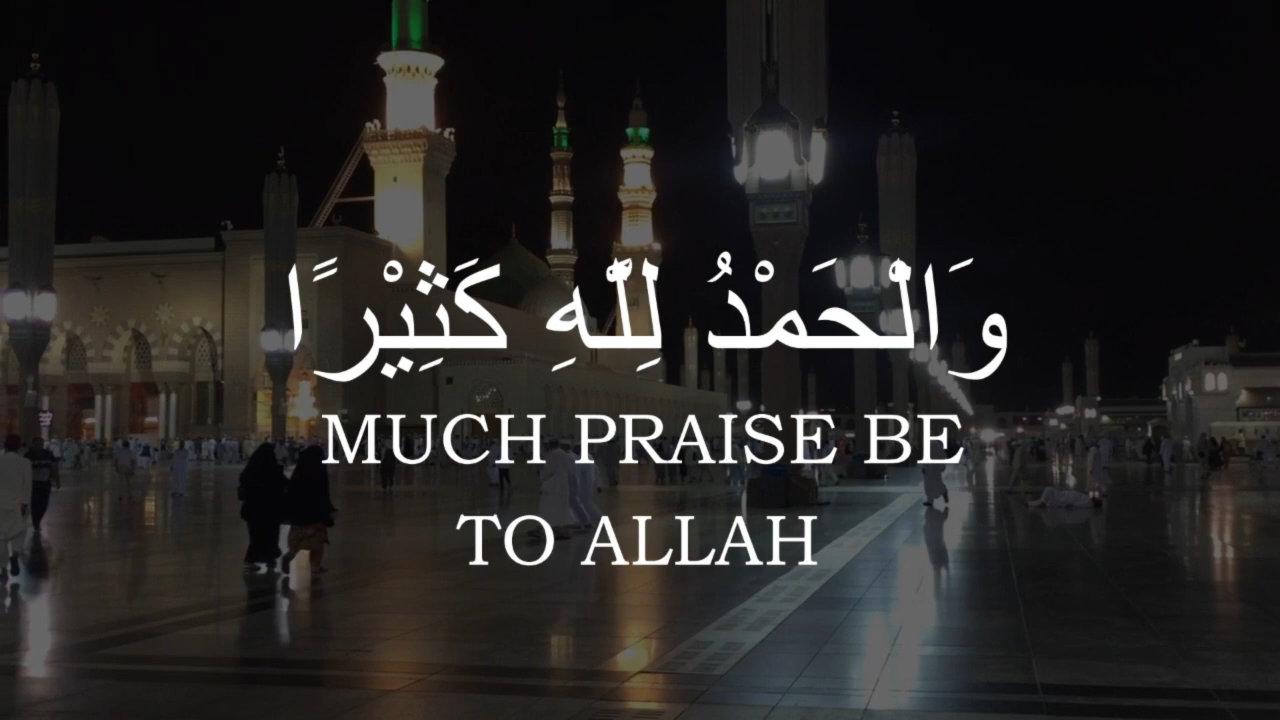 وَالْحَمْدُ لِلّٰهِ كَثِيْرًا
MUCH PRAISE BE
TO ALLAH